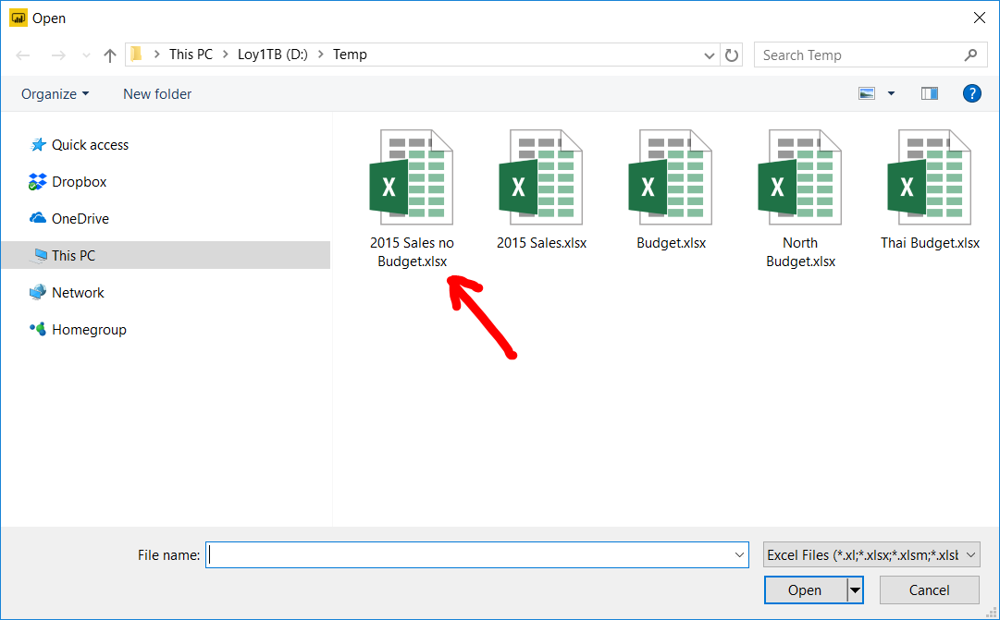 Open
This PC > Loy1TB (D:) > Temp
Search Temp
Organize
New folder
?
Quick access
Dropbox
OneDrive
This PC
Network
Homegroup
X
X
X
X
X
2015 Sales no
Budget.xlsx
2015 Sales.xlsx
Budget.xlsx
North
Budget.xlsx
Thai Budget.xlsx
File name:
Excel Files (*.xl;*.xlsx;*.xlsm;*.xlsb
Open
Cancel